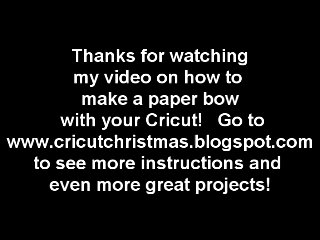 Thanks for watching
my video on how to
make a paper bow
with your Cricut!   Go to
www.cricutchristmas.blogspot.com
to see more instructions and
even more great projects!